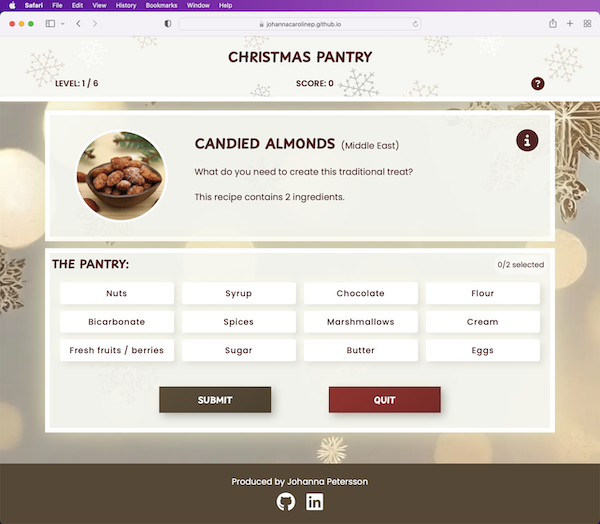 Safari File Edit View History Bookmarks Window Help
johannacarolinep.github.io
CHRISTMAS PANTRY
LEVEL: 1 / 6 SCORE: 0 ?
CANDIED ALMONDS (Middle East) i
What do you need to create this traditional treat?
This recipe contains 2 ingredients.
THE PANTRY: 0/2 selected
Nuts Syrup Chocolate Flour
Bicarbonate Spices Marshmallows Cream
Fresh fruits / berries Sugar Butter Eggs
SUBMIT QUIT
Produced by Johanna Petersson
in